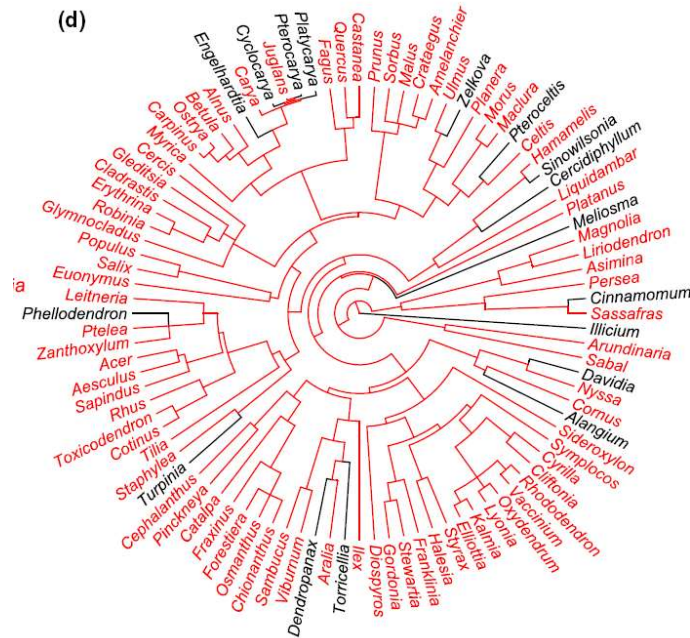 (d)
Platycarya
Pterocarya
Juglans
Cyclocarya
Carya
Engelhardtia
Alnus
Betula
Ostrya
Carpinus
Myrica
Cercis
Gleditsia
Cladrastis
Erythrina
Robinia
Glymnocladus
Populus
Salix
Euonymus
ia
Leitneria
Phellodendron
Ptelea
Zanthoxylum
Acer
Aesculus
Sapindus
Rhus
Toxicodendron
Cotinus
Tilia
Staphylea
Turpinia
Cephalanthus
Pinckneya
Catalpa
Fraxinus
Forestiera
Osmanthus
Chionanthus
Sambucus
Viburnum
Dendropanax
Aralia
Torricellia
Ilex
Diospyros
Gordonia
Stewartia
Franklinia
Halesia
Styrax
Elliottia
Kalmia
Lyonia
Oxydendrum
Vaccinium
Rhododendron
Cliftonia
Cyrilla
Symplocos
Sideroxylon
Alangium
Cornus
Nyssa
Davidia
Sabal
Arundinaria
Illicium
Sassafras
Cinnamomum
Persea
Asimina
Liriodendron
Magnolia
Meliosma
Platanus
Liquidambar
Cercidiphyllum
Sinowilsonia
Hamamelis
Celtis
Pteroceltis
Maclura
Morus
Planera
Zelkova
Ulmus
Amelanchier
Crataegus
Malus
Sorbus
Prunus
Castanea
Quercus
Fagus